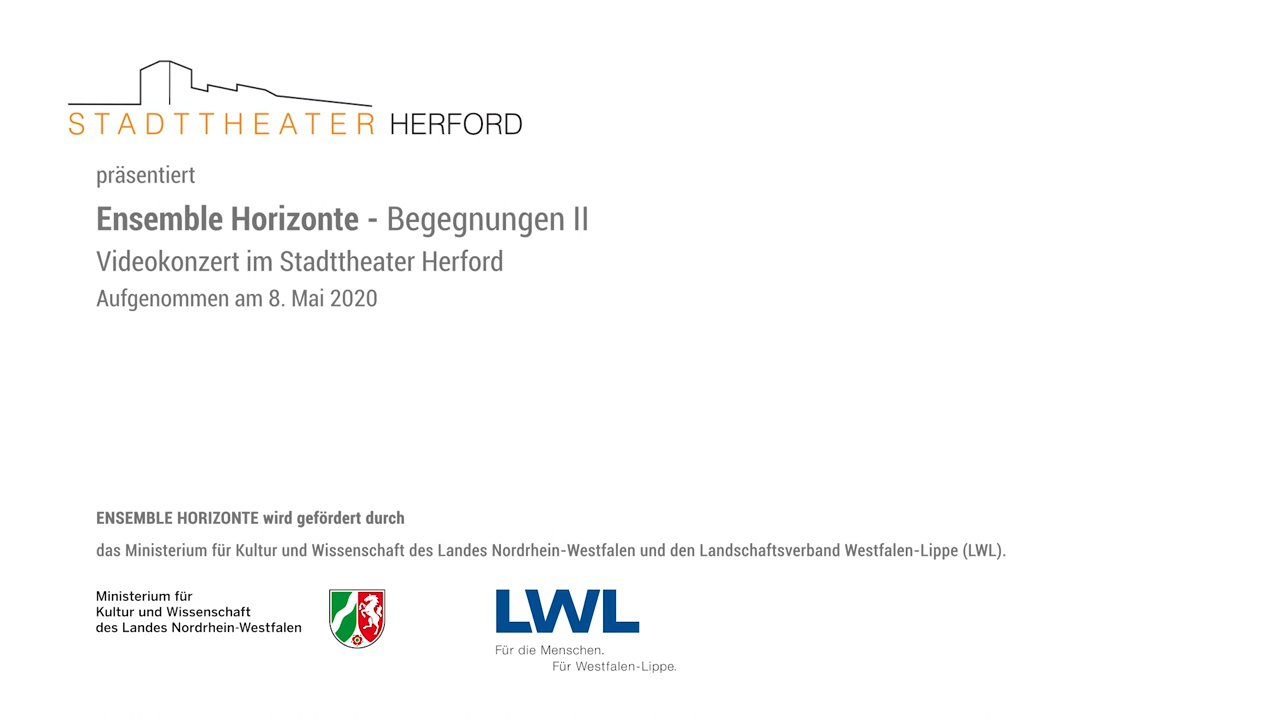 STADTTHEATER HERFORD
präsentiert
Ensemble Horizonte - Begegnungen II
Videokonzert im Stadttheater Herford
Aufgenommen am 8. Mai 2020
ENSEMBLE HORIZONTE wird gefördert durch
das Ministerium für Kultur und Wissenschaft des Landes Nordrhein-Westfalen und den Landschaftsverband Westfalen-Lippe (LWL).
Ministerium für
Kultur und Wissenschaft
des Landes Nordrhein-Westfalen
LWL
Für die Menschen.
Für Westfalen-Lippe.